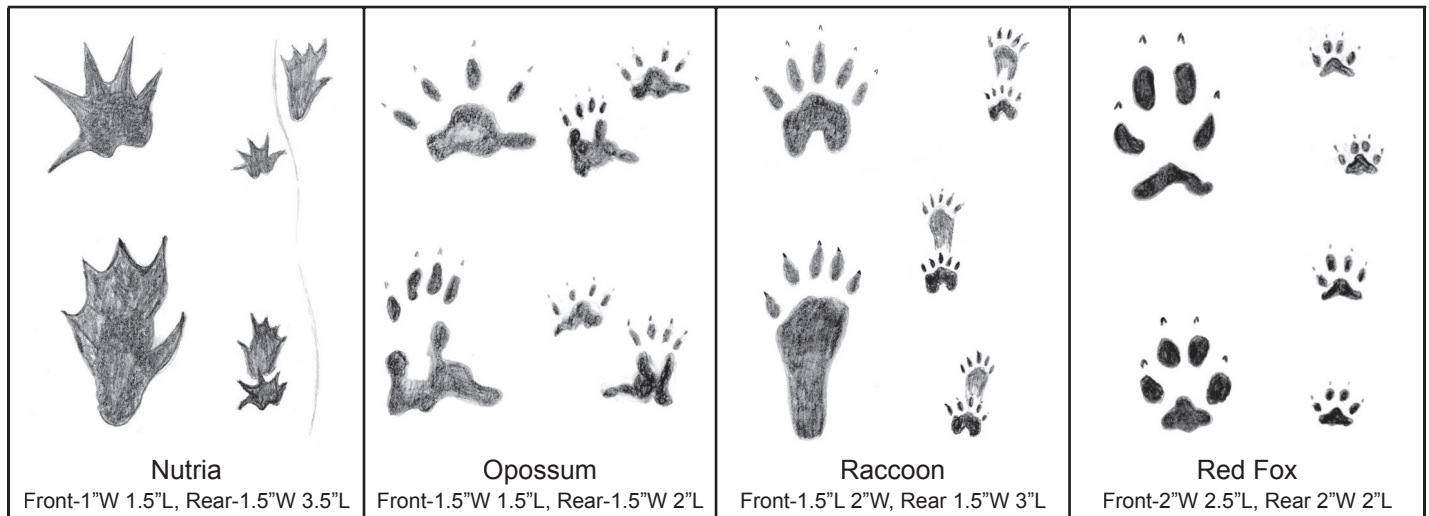 Nutria
Front-1”W 1.5”L, Rear-1.5”W 3.5”L
Opossum
Front-1.5”W 1.5”L, Rear-1.5”W 2”L
Raccoon
Front-1.5”L 2”W, Rear 1.5”W 3”L
Red Fox
Front-2”W 2.5”L, Rear 2”W 2”L